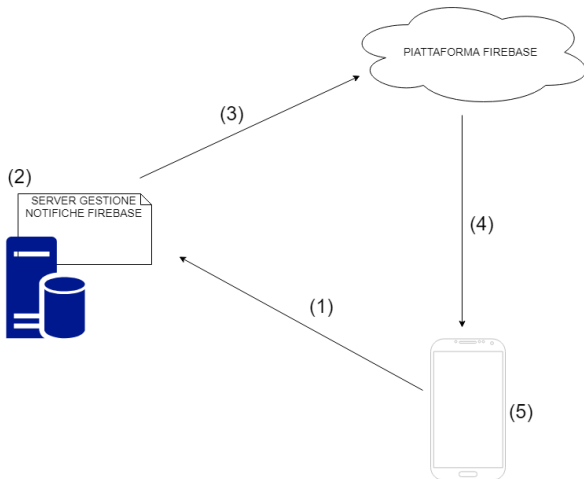 PIATTAFORMA FIREBASE
(3)
(2)
SERVER GESTIONE
NOTIFICHE FIREBASE
(4)
(1)
(5)